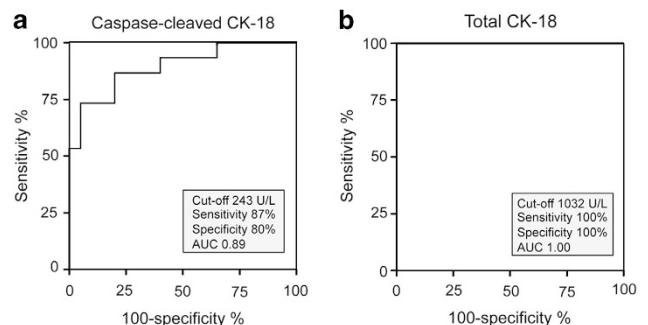 a
Caspase-cleaved CK-18
100
75
50
25
0
Sensitivity %
Cut-off 243 U/L
Sensitivity 87%
Specificity 80%
AUC 0.89
0 25 50 75 100
100-specificity %
b
Total CK-18
100
75
50
25
0
Sensitivity %
Cut-off 1032 U/L
Sensitivity 100%
Specificity 100%
AUC 1.00
0 25 50 75 100
100-specificity %